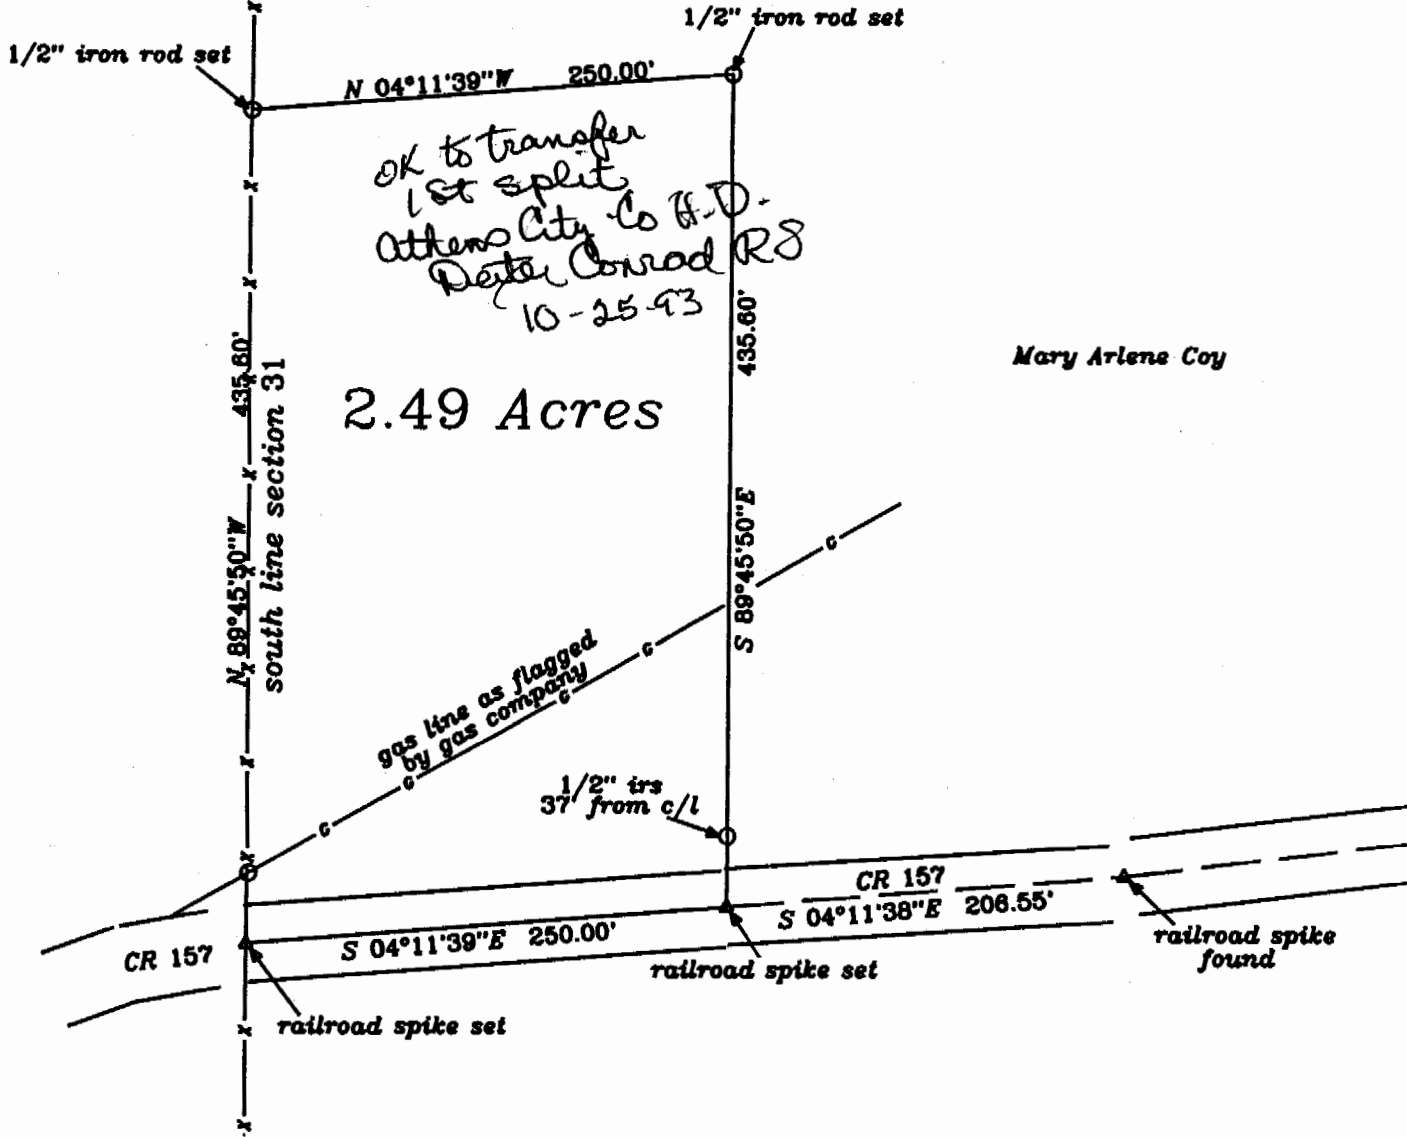 1/2" iron rod set
1/2" iron rod set
N 04°11'39"W 250.00'
OK to transfer
1st split
Athens City Co H.D.
Dexter Conrad RS
10-25-93
435.60'
N 89°45'50"W
south line section 31
435.60'
S 89°45'50"E
Mary Arlene Coy
2.49 Acres
gas line as flagged
by gas company
1/2" irs
37' from c/l
CR 157
S 04°11'38"E 206.55'
S 04°11'39"E 250.00'
CR 157
railroad spike
found
railroad spike set
railroad spike set